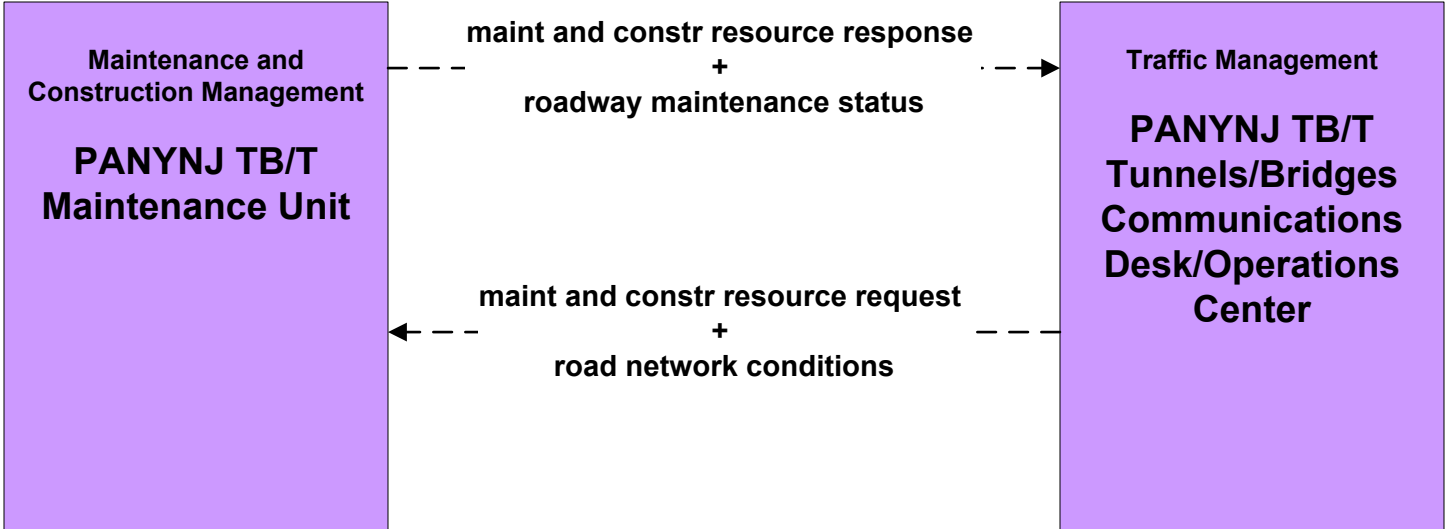 Maintenance and
Construction Management
PANYNJ TB/T
Maintenance Unit
maint and constr resource response
+
roadway maintenance status
maint and constr resource request
+
road network conditions
Traffic Management
PANYNJ TB/T
Tunnels/Bridges
Communications
Desk/Operations
Center